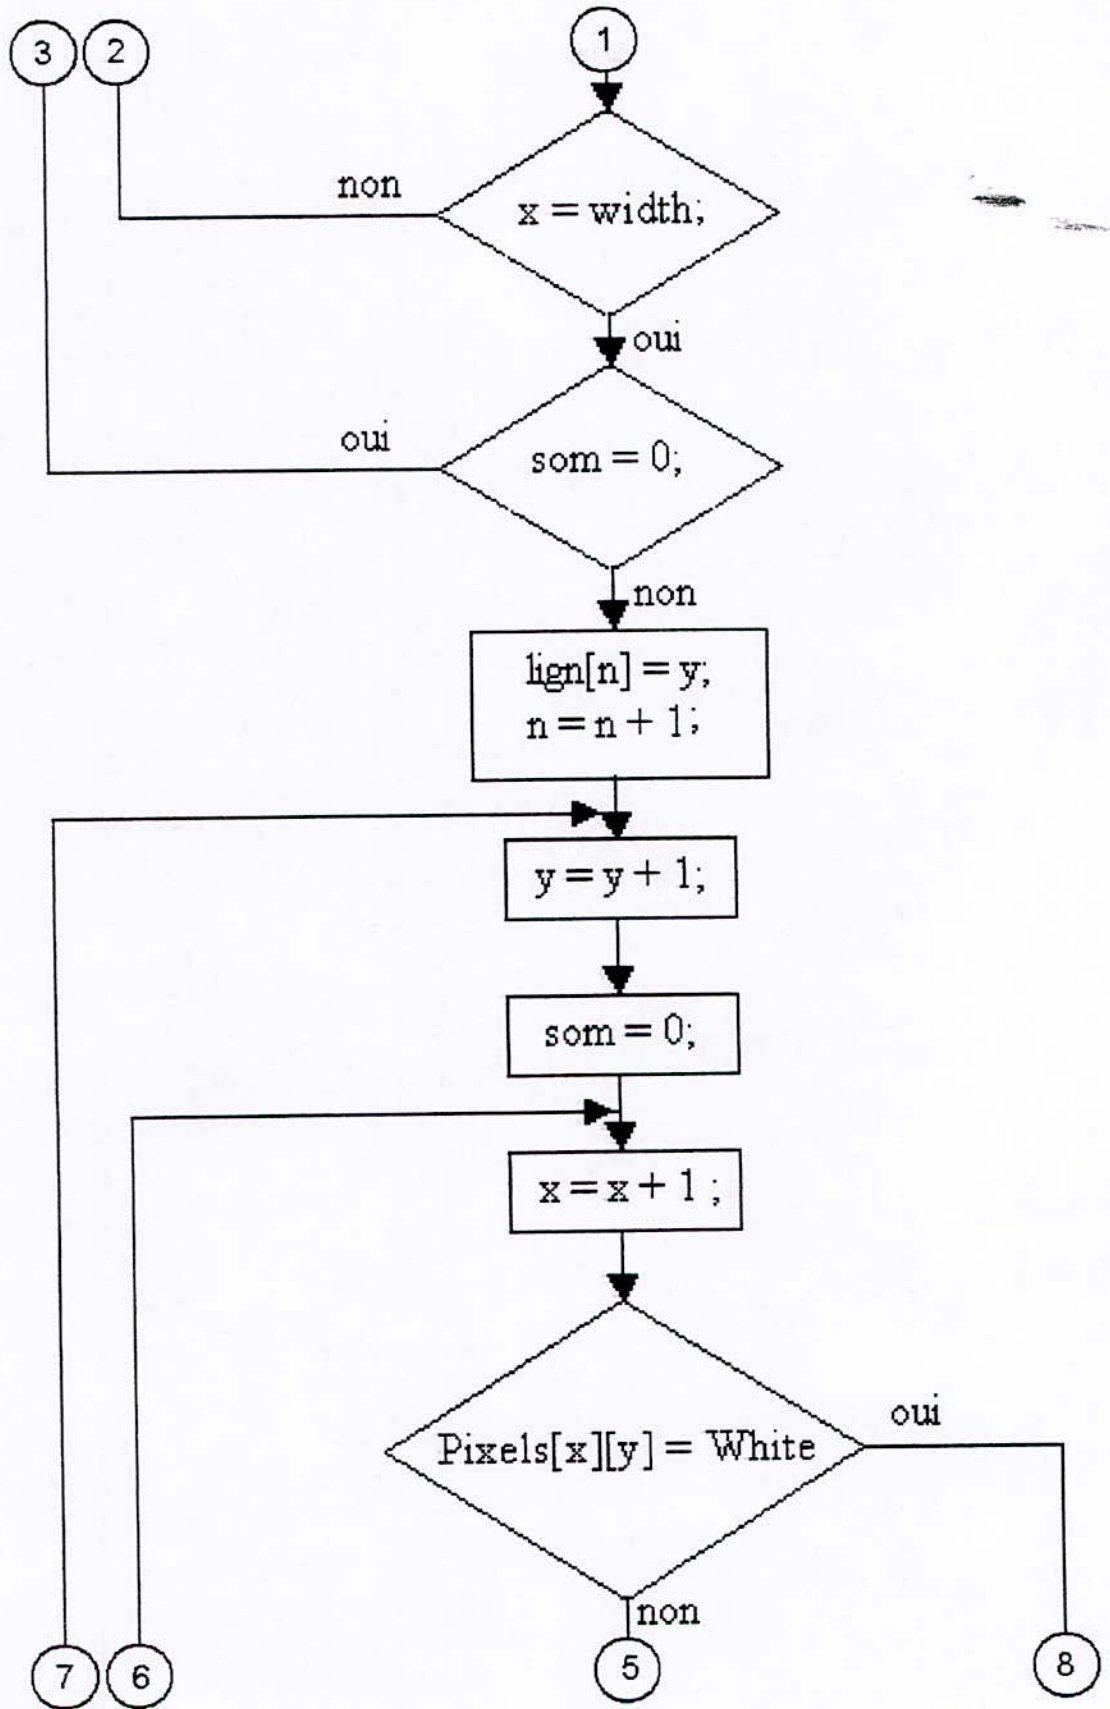 3 2 1
non
x = width;
oui
oui
som = 0;
non
lign[n] = y;
n = n + 1;
y = y + 1;
som = 0;
x = x + 1 ;
Pixels[x][y] = White
oui
non
7 6 5 8